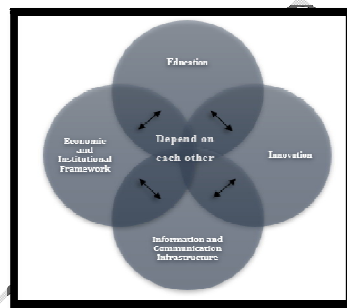 Education
Depend on
each other
Economic
and
Institutional
Framework
Innovation
Information and
Communication
Infrastructure